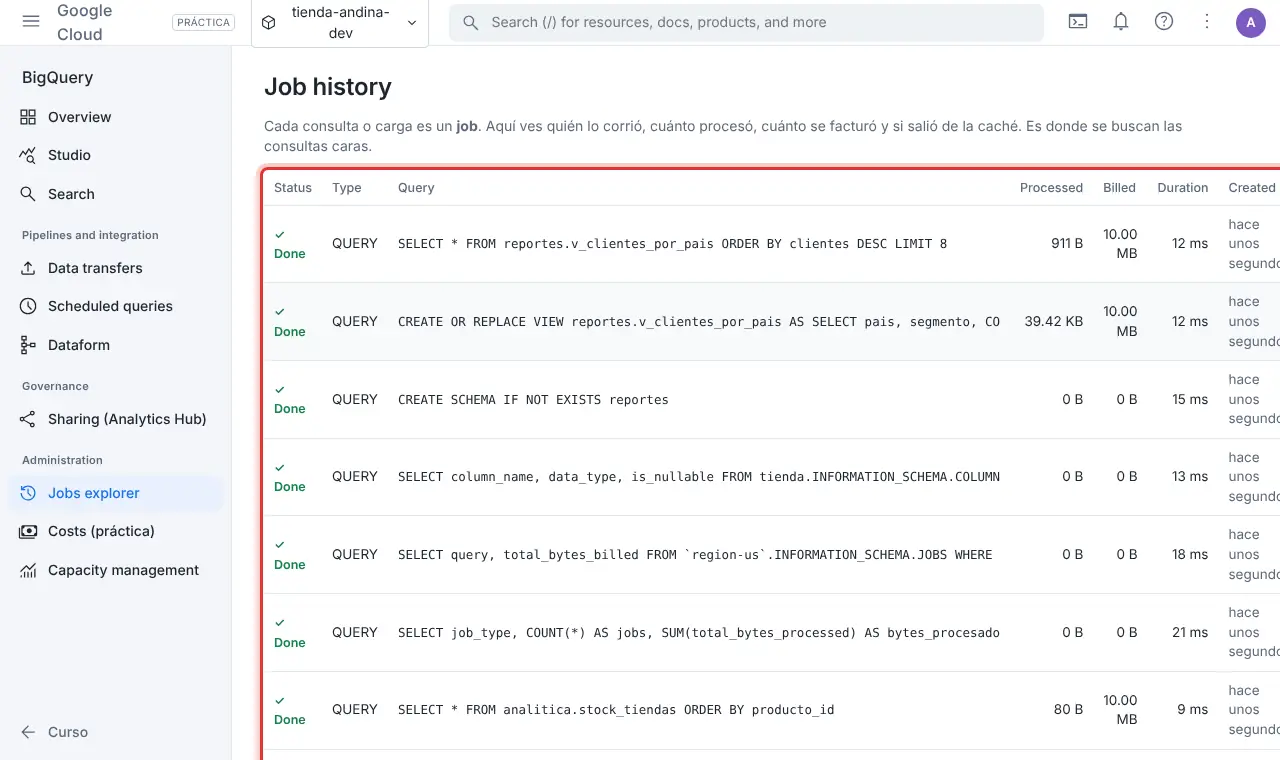 Google Cloud
PRÁCTICA
tienda-andina-dev
Search (/) for resources, docs, products, and more
A
BigQuery
Overview
Studio
Search
Pipelines and integration
Data transfers
Scheduled queries
Dataform
Governance
Sharing (Analytics Hub)
Administration
Jobs explorer
Costs (práctica)
Capacity management
Curso
Job history
Cada consulta o carga es un job. Aquí ves quién lo corrió, cuánto procesó, cuánto se facturó y si salió de la caché. Es donde se buscan las
consultas caras.
Status Type Query Processed Billed Duration Created
Done QUERY SELECT * FROM reportes.v_clientes_por_pais ORDER BY clientes DESC LIMIT 8 911 B 10.00 MB 12 ms hace unos segundo
Done QUERY CREATE OR REPLACE VIEW reportes.v_clientes_por_pais AS SELECT pais, segmento, CO 39.42 KB 10.00 MB 12 ms hace unos segundo
Done QUERY CREATE SCHEMA IF NOT EXISTS reportes 0 B 0 B 15 ms hace unos segundo
Done QUERY SELECT column_name, data_type, is_nullable FROM tienda.INFORMATION_SCHEMA.COLUMN 0 B 0 B 13 ms hace unos segundo
Done QUERY SELECT query, total_bytes_billed FROM `region-us`.INFORMATION_SCHEMA.JOBS WHERE 0 B 0 B 18 ms hace unos segundo
Done QUERY SELECT job_type, COUNT(*) AS jobs, SUM(total_bytes_processed) AS bytes_procesado 0 B 0 B 21 ms hace unos segundo
Done QUERY SELECT * FROM analitica.stock_tiendas ORDER BY producto_id 80 B 10.00 MB 9 ms hace unos segundo